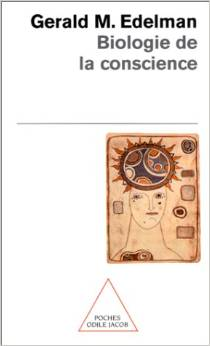 Gerald M. Edelman
Biologie de
la conscience
POCHES
ODILE JACOB